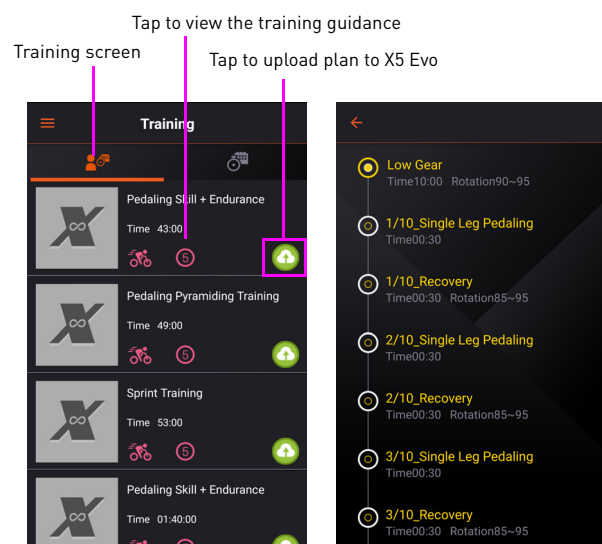 Tap to view the training guidance
Training screen
Tap to upload plan to X5 Evo
Training
Pedaling Skill + Endurance
Time 43:00
5
Pedaling Pyramiding Training
Time 49:00
5
Sprint Training
Time 53:00
5
Pedaling Skill + Endurance
Time 01:40:00
Low Gear
Time10:00 Rotation90~95
1/10_Single Leg Pedaling
Time00:30
1/10_Recovery
Time00:30 Rotation85~95
2/10_Single Leg Pedaling
Time00:30
2/10_Recovery
Time00:30 Rotation85~95
3/10_Single Leg Pedaling
Time00:30
3/10_Recovery
Time00:30 Rotation85~95